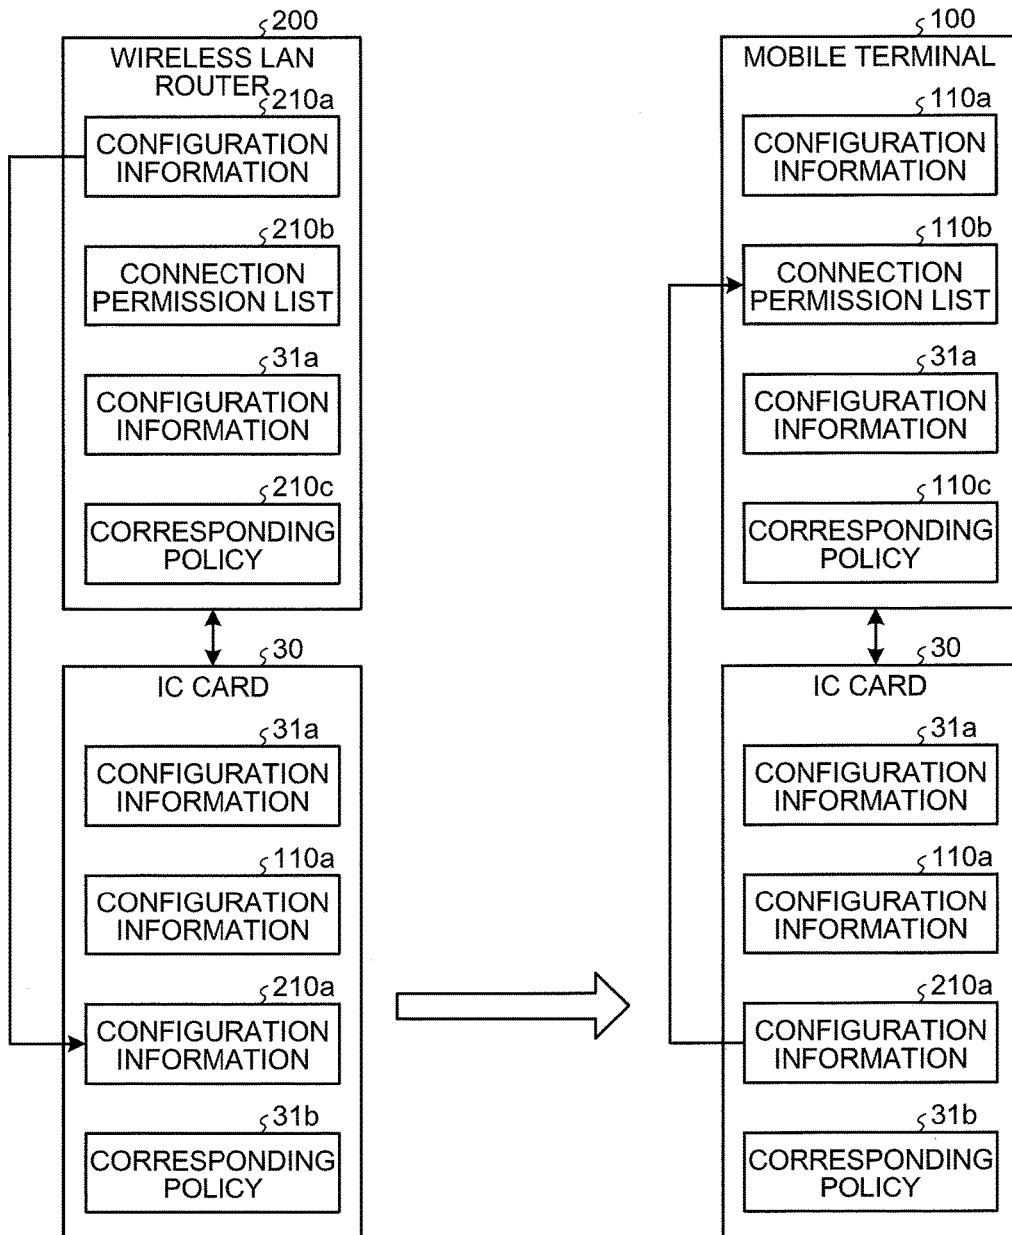 200
WIRELESS LAN
ROUTER
210a
CONFIGURATION
INFORMATION
210b
CONNECTION
PERMISSION LIST
31a
CONFIGURATION
INFORMATION
210c
CORRESPONDING
POLICY
30
IC CARD
31a
CONFIGURATION
INFORMATION
110a
CONFIGURATION
INFORMATION
210a
CONFIGURATION
INFORMATION
31b
CORRESPONDING
POLICY
100
MOBILE TERMINAL
110a
CONFIGURATION
INFORMATION
110b
CONNECTION
PERMISSION LIST
31a
CONFIGURATION
INFORMATION
110c
CORRESPONDING
POLICY
30
IC CARD
31a
CONFIGURATION
INFORMATION
110a
CONFIGURATION
INFORMATION
210a
CONFIGURATION
INFORMATION
31b
CORRESPONDING
POLICY